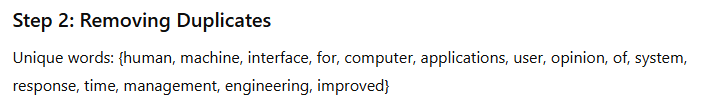 Step 2: Removing Duplicates
Unique words: {human, machine, interface, for, computer, applications, user, opinion, of, system,
response, time, management, engineering, improved}